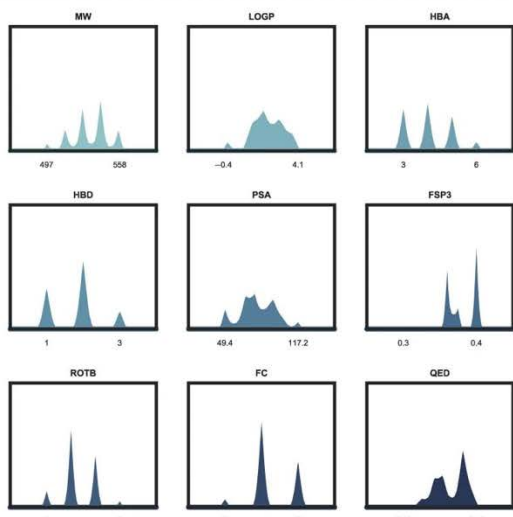 MW LOGP HBA
497 558 –0.4 4.1 3 6
HBD PSA FSP3
1 3 49.4 117.2 0.3 0.4
ROTB FC QED